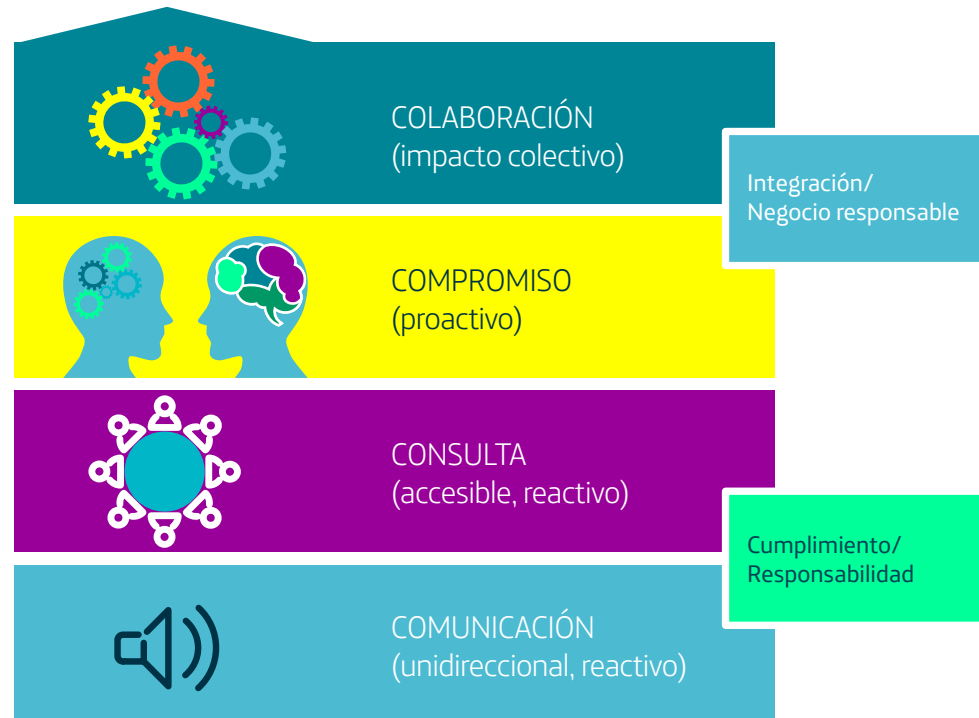 COLABORACIÓN
(impacto colectivo)
Integración/
Negocio responsable
COMPROMISO
(proactivo)
CONSULTA
(accesible, reactivo)
Cumplimiento/
Responsabilidad
COMUNICACIÓN
(unidireccional, reactivo)